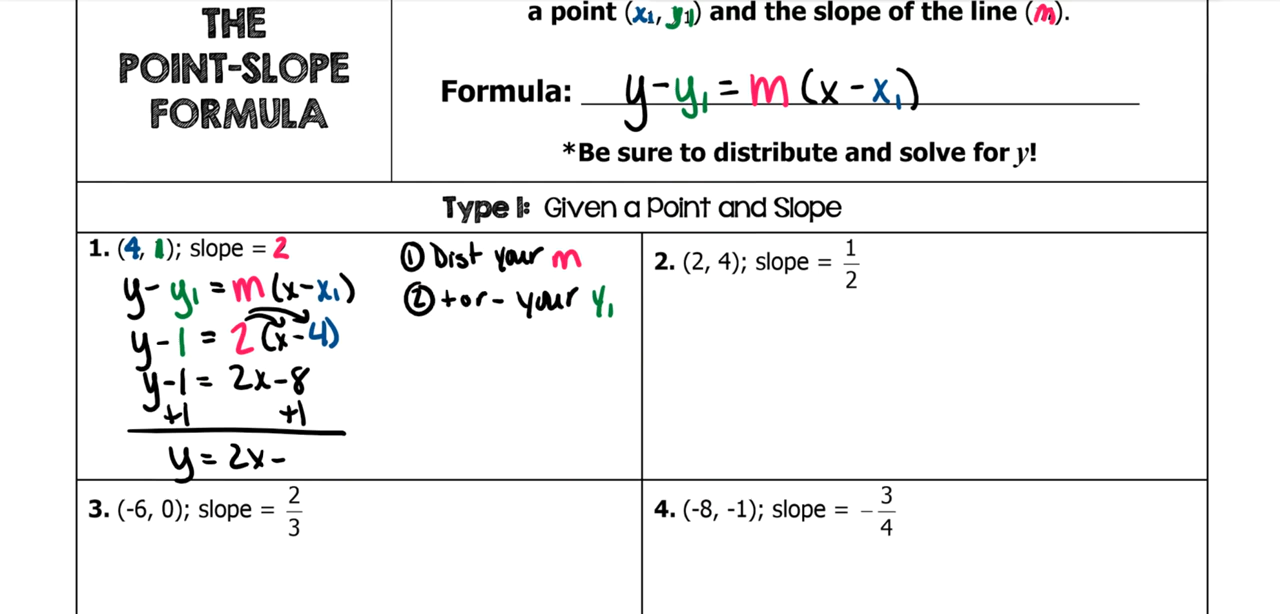 THE
POINT-SLOPE
FORMULA
a point (x₁, y₁) and the slope of the line (m).
Formula: y - y₁ = m (x - x₁)
*Be sure to distribute and solve for y!
Type 1: Given a Point and Slope
1. (4, 1); slope = 2
y - y₁ = m (x - x₁)
y - 1 = 2 (x - 4)
y - 1 = 2x - 8
+1 +1
y = 2x -
① Dist your m
② + or - your y₁
2. (2, 4); slope = 1/2
3. (-6, 0); slope = 2/3
4. (-8, -1); slope = - 3/4